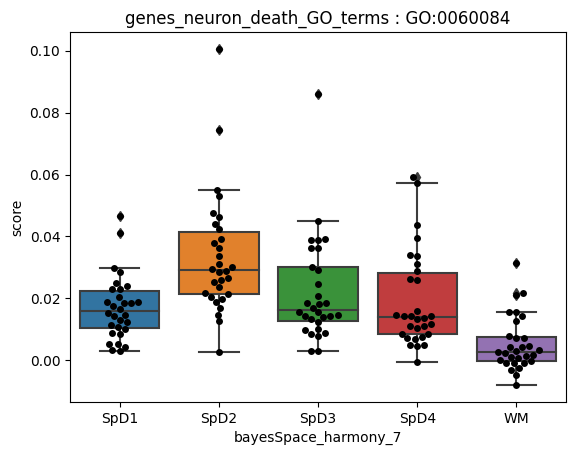 genes_neuron_death_GO_terms : GO:0060084
0.10
0.08
0.06
0.04
0.02
0.00
score
SpD1 SpD2 SpD3 SpD4 WM
bayesSpace_harmony_7